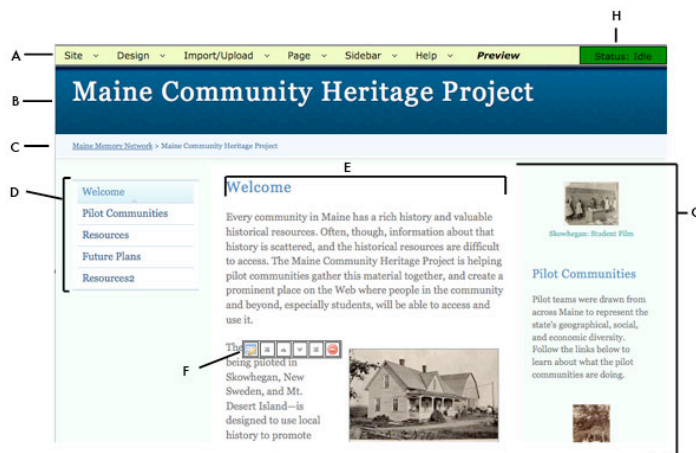 H
A
Site Design Import/Upload Page Sidebar Help Preview Status: Idle
B
Maine Community Heritage Project
C
Maine Memory Network > Maine Community Heritage Project
D
Welcome
Pilot Communities
Resources
Future Plans
Resources2
E
Welcome
Every community in Maine has a rich history and valuable
historical resources. Often, though, information about that
history is scattered, and the historical resources are difficult
to access. The Maine Community Heritage Project is helping
pilot communities gather this material together, and create a
prominent place on the Web where people in the community
and beyond, especially students, will be able to access and
use it.
F
being piloted in
Skowhegan, New
Sweden, and Mt.
Desert Island—is
designed to use local
history to promote
Skowhegan: Student Film
Pilot Communities
Pilot teams were drawn from
across Maine to represent the
state's geographical, social,
and economic diversity.
Follow the links below to
learn about what the pilot
communities are doing.